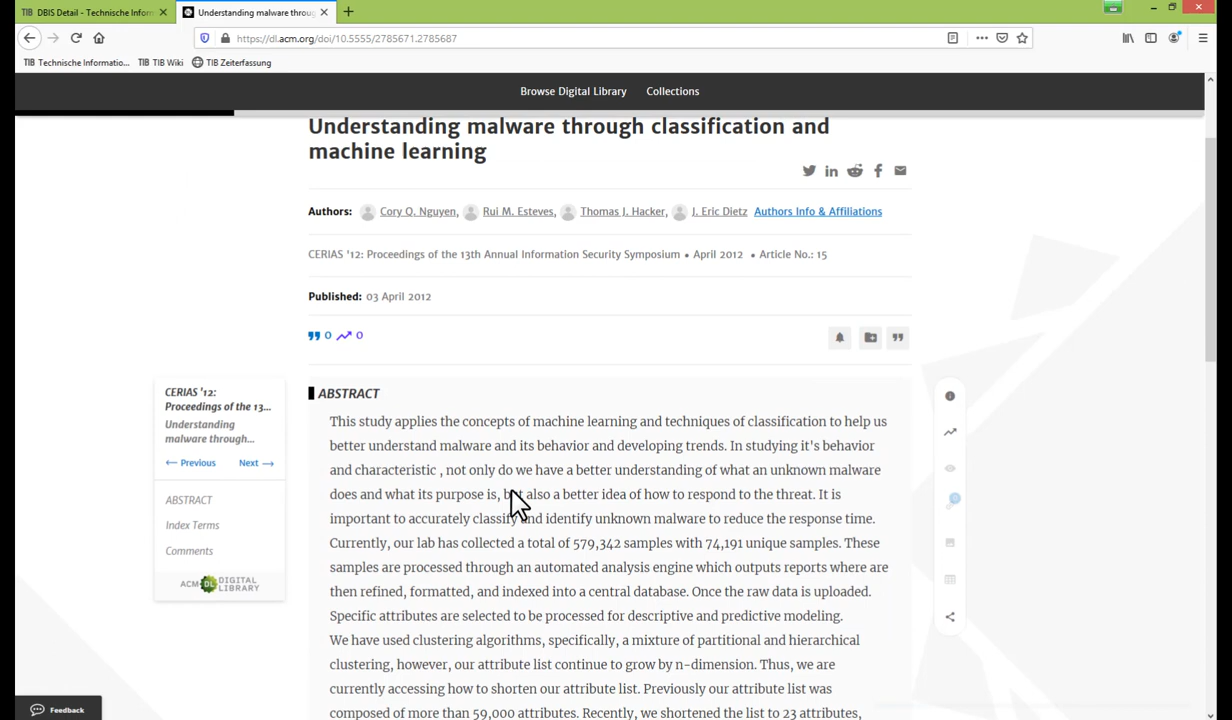 TIB DBIS Detail - Technische Inform
Understanding malware throug
https://dl.acm.org/doi/10.5555/2785671.2785687
TIB Technische Informatio...
TIB TIB Wiki
TIB Zeiterfassung
Browse Digital Library
Collections
Understanding malware through classification and
machine learning
Authors: Cory Q. Nguyen, Rui M. Esteves, Thomas J. Hacker, J. Eric Dietz Authors Info & Affiliations
CERIAS '12: Proceedings of the 13th Annual Information Security Symposium • April 2012 • Article No.: 15
Published: 03 April 2012
0 0
CERIAS '12:
Proceedings of the 13...
Understanding
malware through...
← Previous Next →
ABSTRACT
Index Terms
Comments
ACM DL DIGITAL
LIBRARY
ABSTRACT
This study applies the concepts of machine learning and techniques of classification to help us
better understand malware and its behavior and developing trends. In studying it's behavior
and characteristic , not only do we have a better understanding of what an unknown malware
does and what its purpose is, but also a better idea of how to respond to the threat. It is
important to accurately classify and identify unknown malware to reduce the response time.
Currently, our lab has collected a total of 579,342 samples with 74,191 unique samples. These
samples are processed through an automated analysis engine which outputs reports where are
then refined, formatted, and indexed into a central database. Once the raw data is uploaded.
Specific attributes are selected to be processed for descriptive and predictive modeling.
We have used clustering algorithms, specifically, a mixture of partitional and hierarchical
clustering, however, our attribute list continue to grow by n-dimension. Thus, we are
currently accessing how to shorten our attribute list. Previously our attribute list was
composed of more than 59,000 attributes. Recently, we shortened the list to 23 attributes,
Feedback